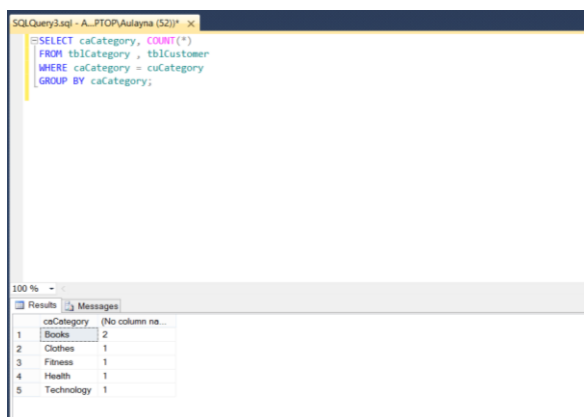 SQLQuery3.sql - A...PTOP\Aulayna (52))* ×
SELECT caCategory, COUNT(*)
FROM tblCategory , tblCustomer
WHERE caCategory = cuCategory
GROUP BY caCategory;
100 %
Results Messages
caCategory (No column na...
1 Books 2
2 Clothes 1
3 Fitness 1
4 Health 1
5 Technology 1